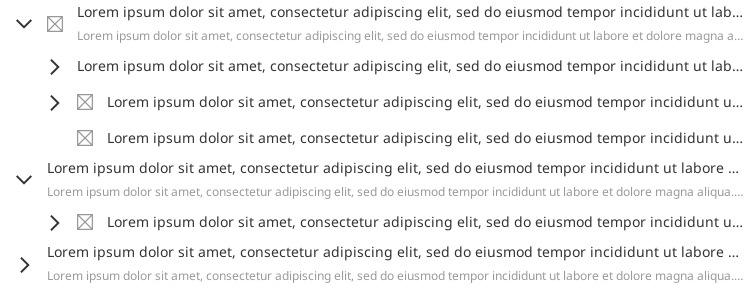 Lorem ipsum dolor sit amet, consectetur adipiscing elit, sed do eiusmod tempor incididunt ut lab...
Lorem ipsum dolor sit amet, consectetur adipiscing elit, sed do eiusmod tempor incididunt ut labore et dolore magna a...
Lorem ipsum dolor sit amet, consectetur adipiscing elit, sed do eiusmod tempor incididunt ut lab...
Lorem ipsum dolor sit amet, consectetur adipiscing elit, sed do eiusmod tempor incididunt u...
Lorem ipsum dolor sit amet, consectetur adipiscing elit, sed do eiusmod tempor incididunt u...
Lorem ipsum dolor sit amet, consectetur adipiscing elit, sed do eiusmod tempor incididunt ut labore ...
Lorem ipsum dolor sit amet, consectetur adipiscing elit, sed do eiusmod tempor incididunt ut labore et dolore magna aliqua....
Lorem ipsum dolor sit amet, consectetur adipiscing elit, sed do eiusmod tempor incididunt u...
Lorem ipsum dolor sit amet, consectetur adipiscing elit, sed do eiusmod tempor incididunt ut labore ...
Lorem ipsum dolor sit amet, consectetur adipiscing elit, sed do eiusmod tempor incididunt ut labore et dolore magna aliqua....